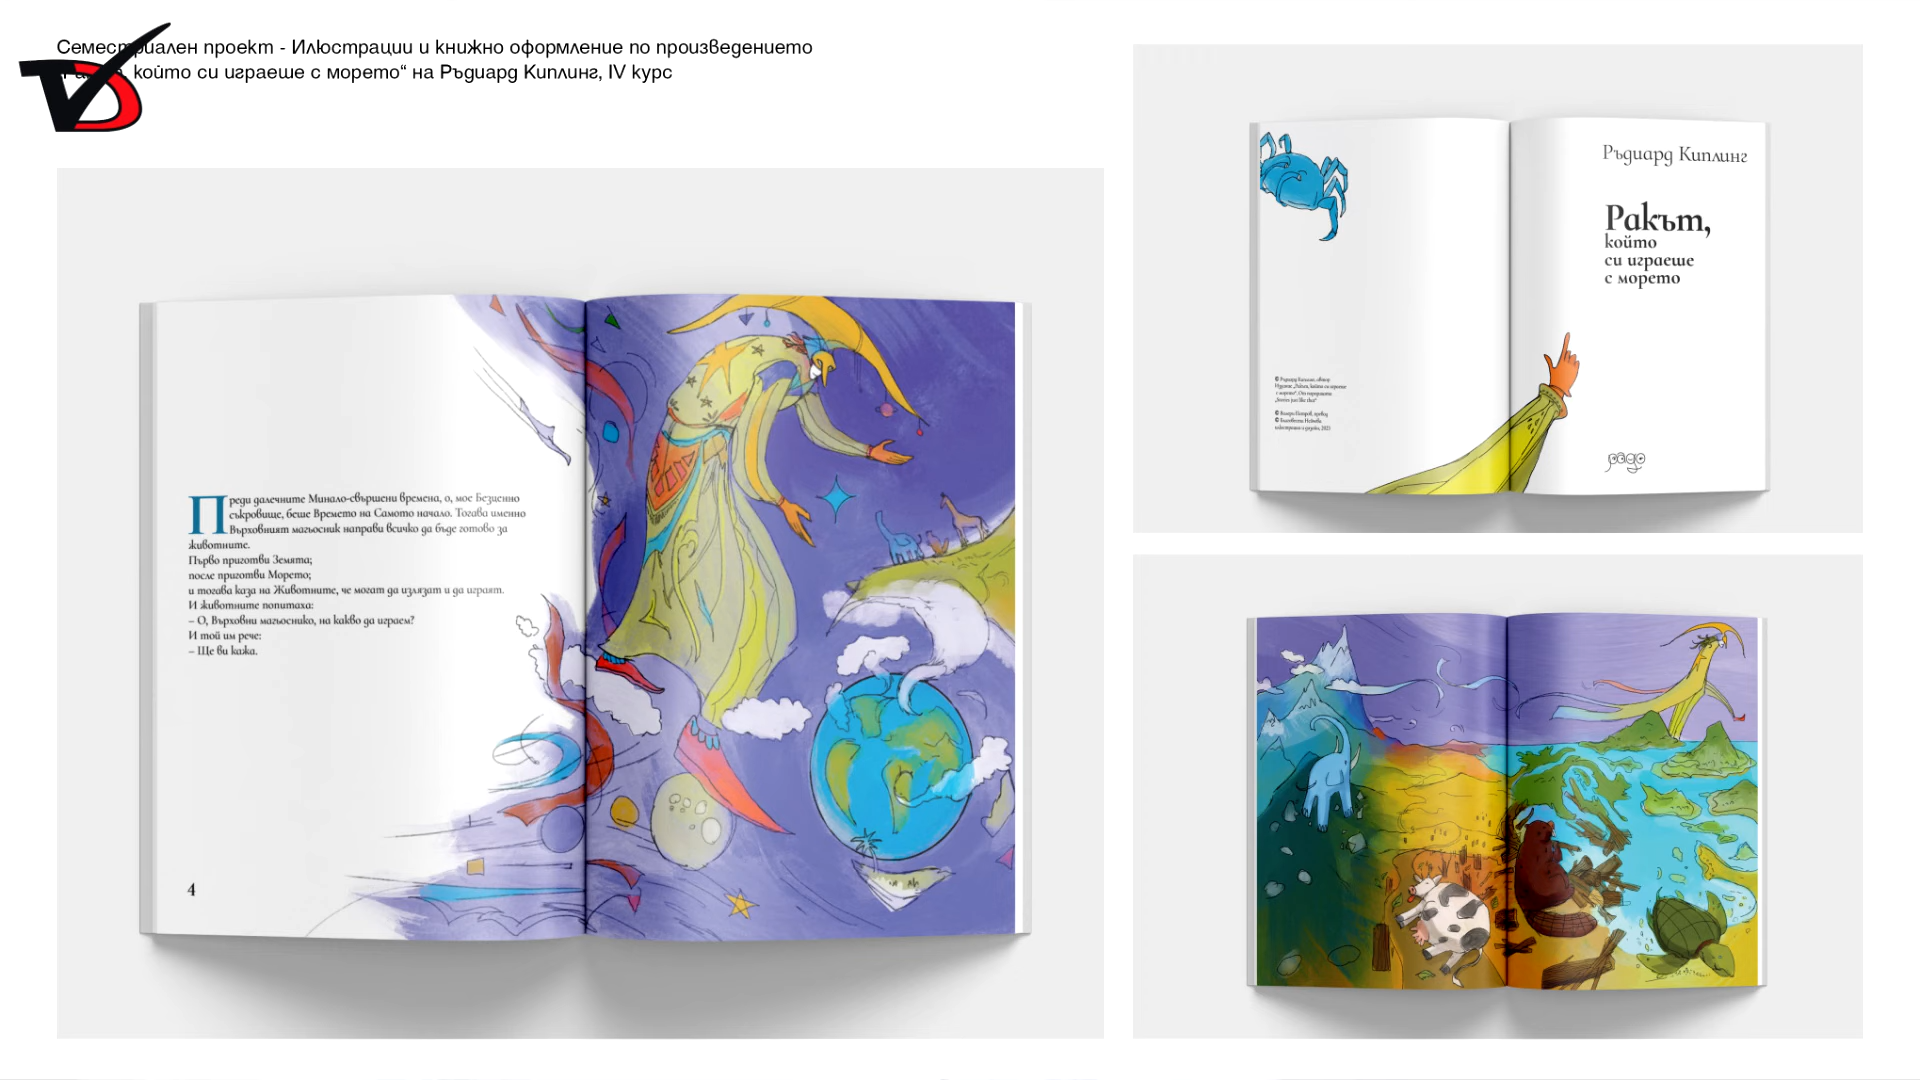 Семестриален проект - Илюстрации и книжно оформление по произведението
който си играеше с морето“ на Ръдиард Киплинг, IV курс
Преди далечните Минало-свършени времена, о, мое Безценно
съкровище, беше Времето на Самото начало. Тогава именно
Върховният магьосник направи всичко да бъде готово за
животните.
Първо приготви Земята;
после приготви Морето;
и тогава каза на Животните, че могат да излязат и да играят.
И животните попитаха:
– О, Върховни магьоснико, на какво да играем?
И той им рече:
– Ще ви кажа.
4
Ръдиард Киплинг
Ракът,
който
си играеше
с морето